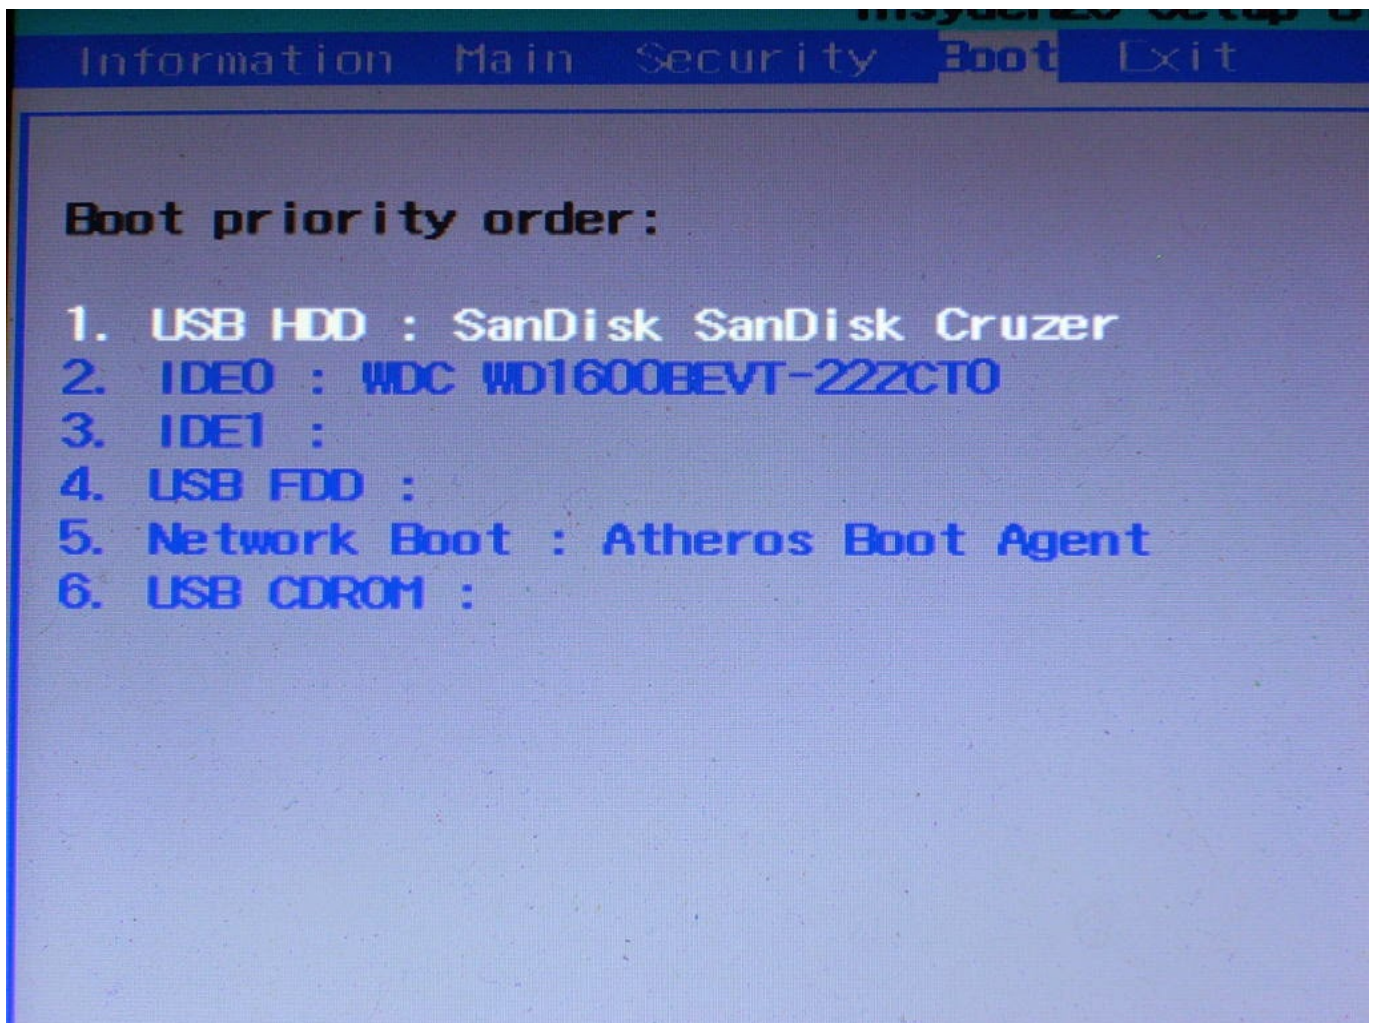 Setup
Information Main Security Boot Exit
Boot priority order:
1. USB HDD : SanDisk SanDisk Cruzer
2. IDE0 : WDC WD1600BEVT-22ZCT0
3. IDE1 :
4. USB FDD :
5. Network Boot : Atheros Boot Agent
6. USB CDROM :